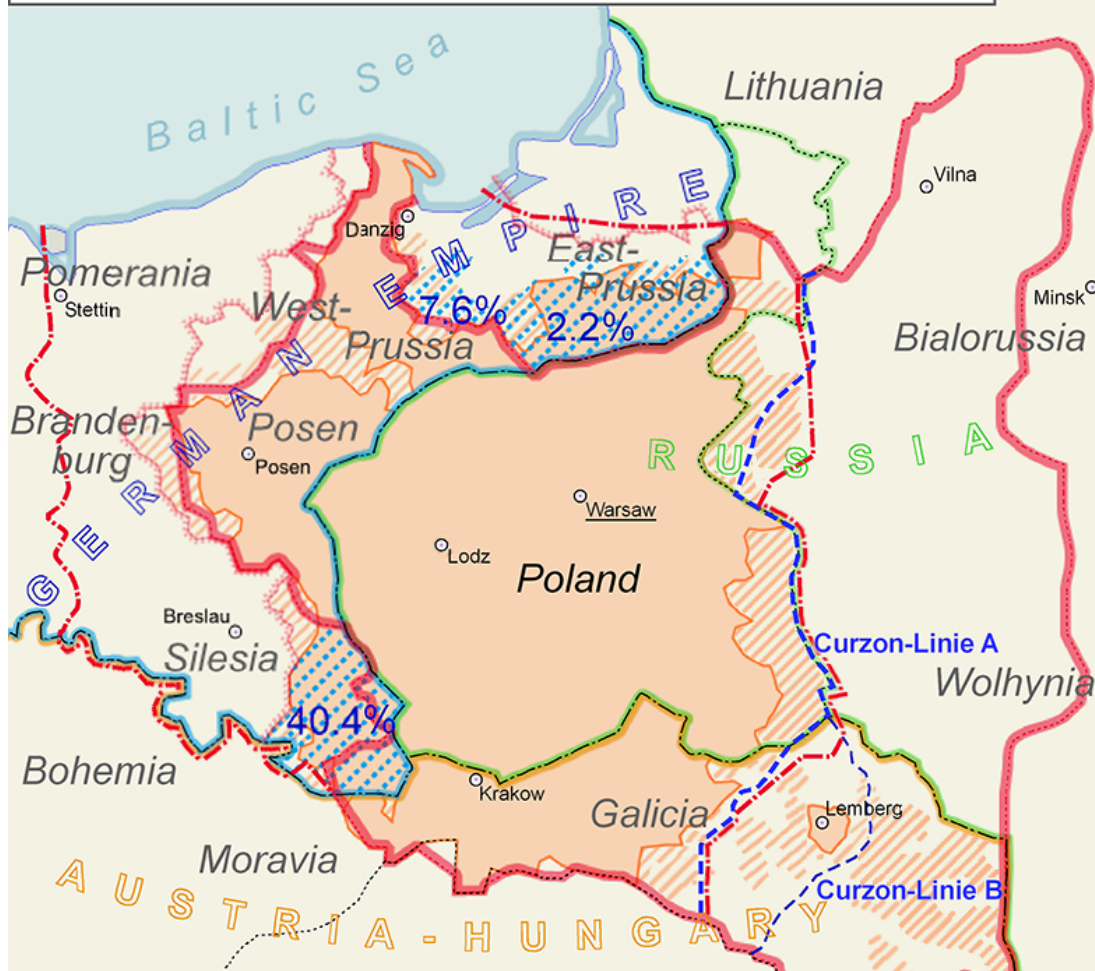 Baltic Sea
Lithuania
Vilna
Danzig
EMPIRE
East-
Prussia
Pomerania
Stettin
West-
Prussia
7.6%
2.2%
Minsk
Bialorussia
Branden-
burg
GERMAN
Posen
Posen
RUSSIA
Warsaw
Lodz
Poland
Breslau
Silesia
Curzon-Linie A
Wolhynia
40.4%
Bohemia
Krakow
Galicia
Lemberg
Moravia
Curzon-Linie B
AUSTRIA-HUNGARY